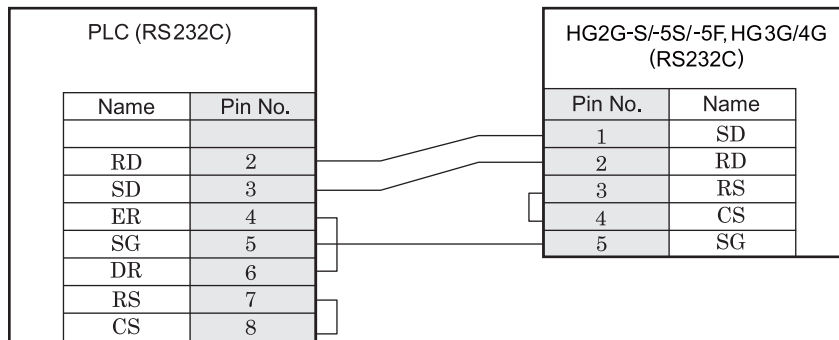 PLC (RS232C)
Name Pin No.
RD 2
SD 3
ER 4
SG 5
DR 6
RS 7
CS 8
HG2G-S/-5S/-5F, HG3G/4G
(RS232C)
Pin No. Name
1 SD
2 RD
3 RS
4 CS
5 SG